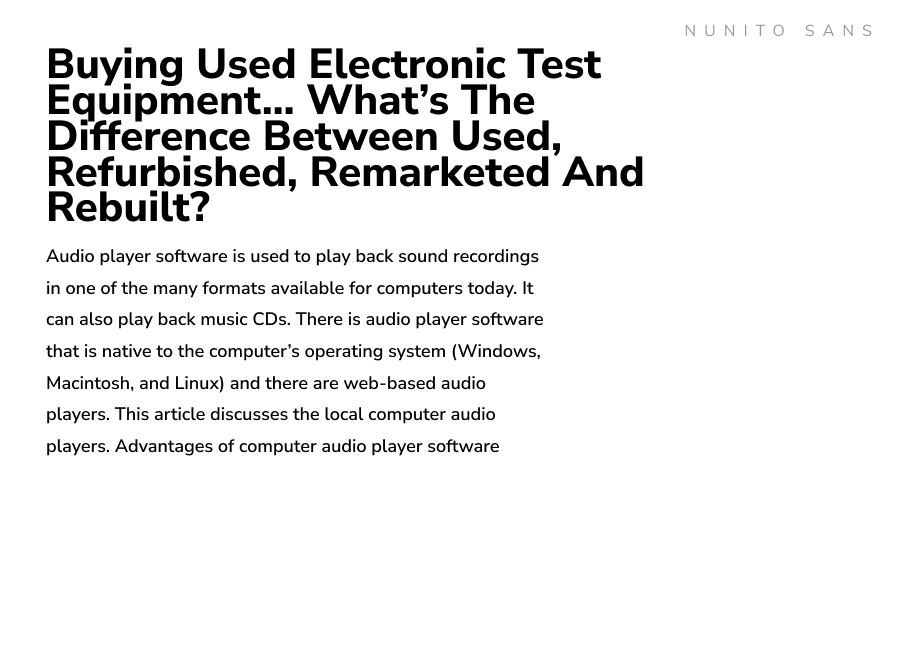 NUNITO SANS
Buying Used Electronic Test
Equipment… What’s The
Difference Between Used,
Refurbished, Remarketed And
Rebuilt?
Audio player software is used to play back sound recordings
in one of the many formats available for computers today. It
can also play back music CDs. There is audio player software
that is native to the computer’s operating system (Windows,
Macintosh, and Linux) and there are web-based audio
players. This article discusses the local computer audio
players. Advantages of computer audio player software